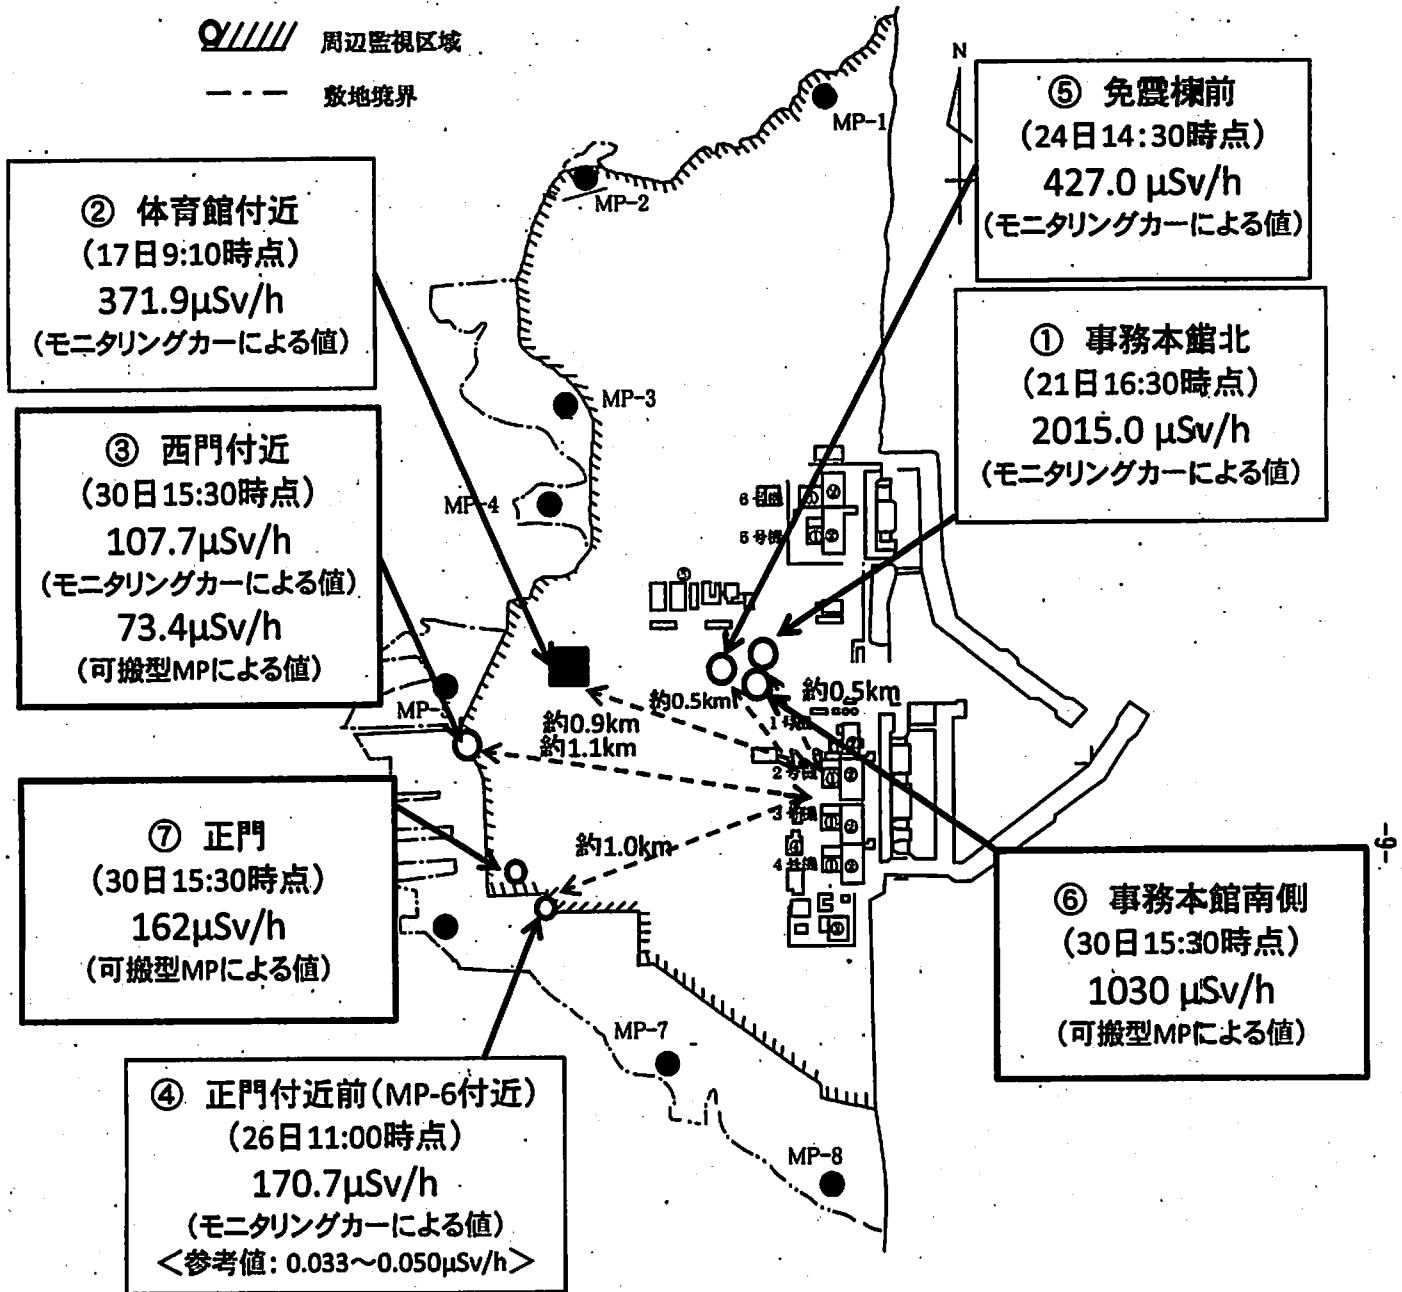 周辺監視区域
敷地境界
N
MP-1
MP-2
MP-3
MP-4
MP-5
MP-7
MP-8
⑤ 免震棟前
(24日14:30時点)
427.0 μSv/h
(モニタリングカーによる値)
② 体育館付近
(17日9:10時点)
371.9μSv/h
(モニタリングカーによる値)
① 事務本館北
(21日16:30時点)
2015.0 μSv/h
(モニタリングカーによる値)
③ 西門付近
(30日15:30時点)
107.7μSv/h
(モニタリングカーによる値)
73.4μSv/h
(可搬型MPによる値)
6号機
5号機
約0.5km
約0.5km
約0.9km
約1.1km
約1.0km
2号
3号
4号機
⑦ 正門
(30日15:30時点)
162μSv/h
(可搬型MPによる値)
⑥ 事務本館南側
(30日15:30時点)
1030 μSv/h
(可搬型MPによる値)
④ 正門付近前(MP-6付近)
(26日11:00時点)
170.7μSv/h
(モニタリングカーによる値)
<参考値: 0.033～0.050μSv/h>
-9-